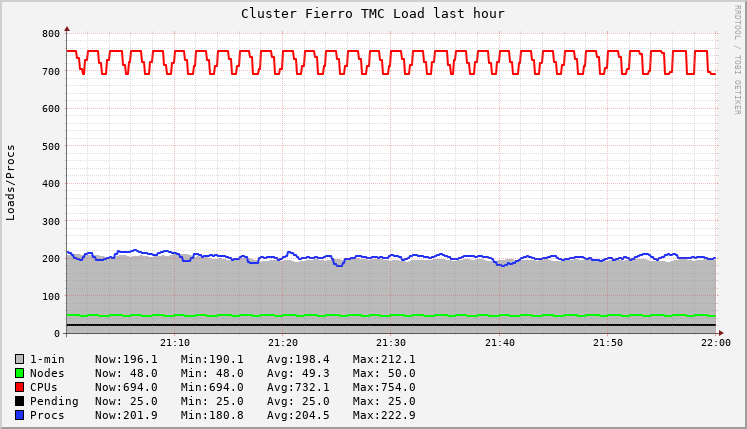 Cluster Fierro TMC Load last hour
RRDTOOL / TOBI OETIKER
Loads/Procs
800
700
600
500
400
300
200
100
0
21:10 21:20 21:30 21:40 21:50 22:00
1-min Now:196.1 Min:190.1 Avg:198.4 Max:212.1
Nodes Now: 48.0 Min: 48.0 Avg: 49.3 Max: 50.0
CPUs Now:694.0 Min:694.0 Avg:732.1 Max:754.0
Pending Now: 25.0 Min: 25.0 Avg: 25.0 Max: 25.0
Procs Now:201.9 Min:180.8 Avg:204.5 Max:222.9